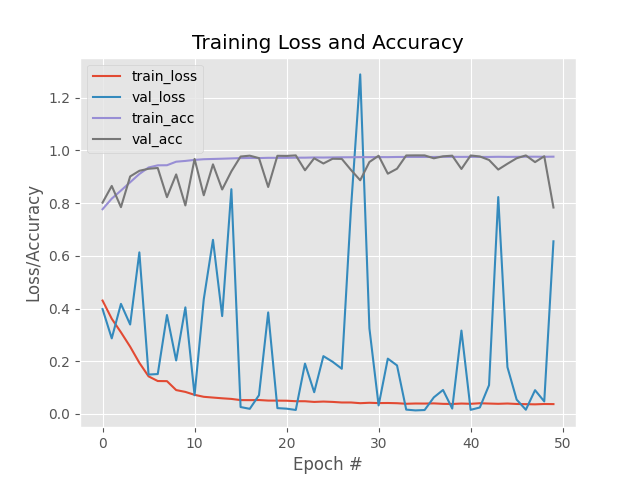 Training Loss and Accuracy
train_loss
val_loss
train_acc
val_acc
Loss/Accuracy
1.2
1.0
0.8
0.6
0.4
0.2
0.0
0
10
20
30
40
50
Epoch #